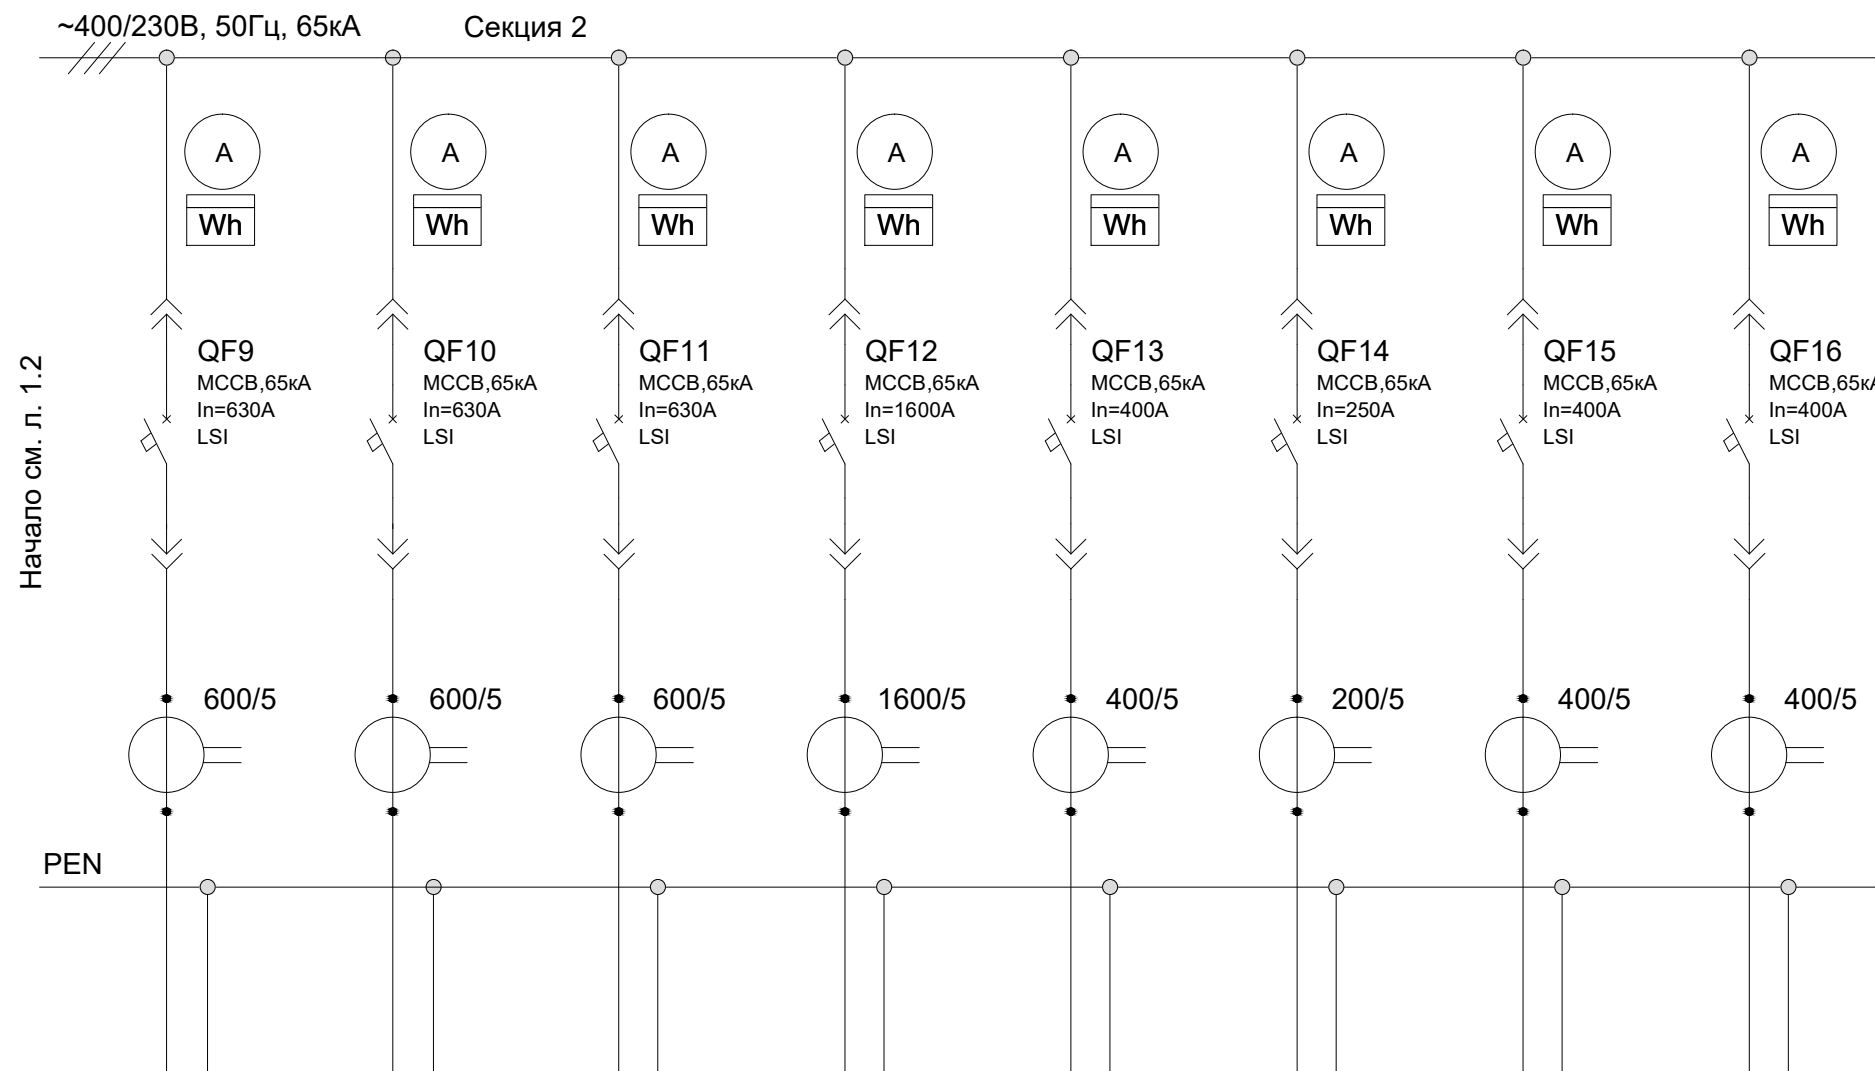 ~400/230В, 50Гц, 65кА
Секция 2
A A A A A A A A
Wh Wh Wh Wh Wh Wh Wh Wh
Начало см. л. 1.2
QF9
MCCB,65кА
In=630A
LSI
QF10
MCCB,65кА
In=630A
LSI
QF11
MCCB,65кА
In=630A
LSI
QF12
MCCB,65кА
In=1600A
LSI
QF13
MCCB,65кА
In=400A
LSI
QF14
MCCB,65кА
In=250A
LSI
QF15
MCCB,65кА
In=400A
LSI
QF16
MCCB,65кА
In=400A
LSI
600/5 600/5 600/5 1600/5 400/5 200/5 400/5 400/5
PEN